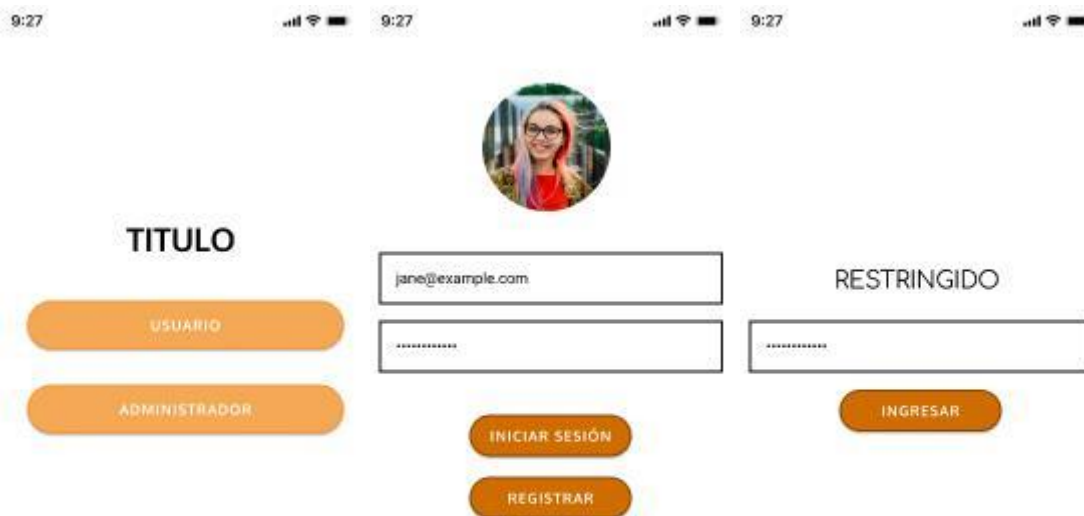 9:27
TITULO
USUARIO
ADMINISTRADOR
9:27
jane@example.com
••••••••••••
INICIAR SESIÓN
REGISTRAR
9:27
RESTRINGIDO
••••••••••••
INGRESAR